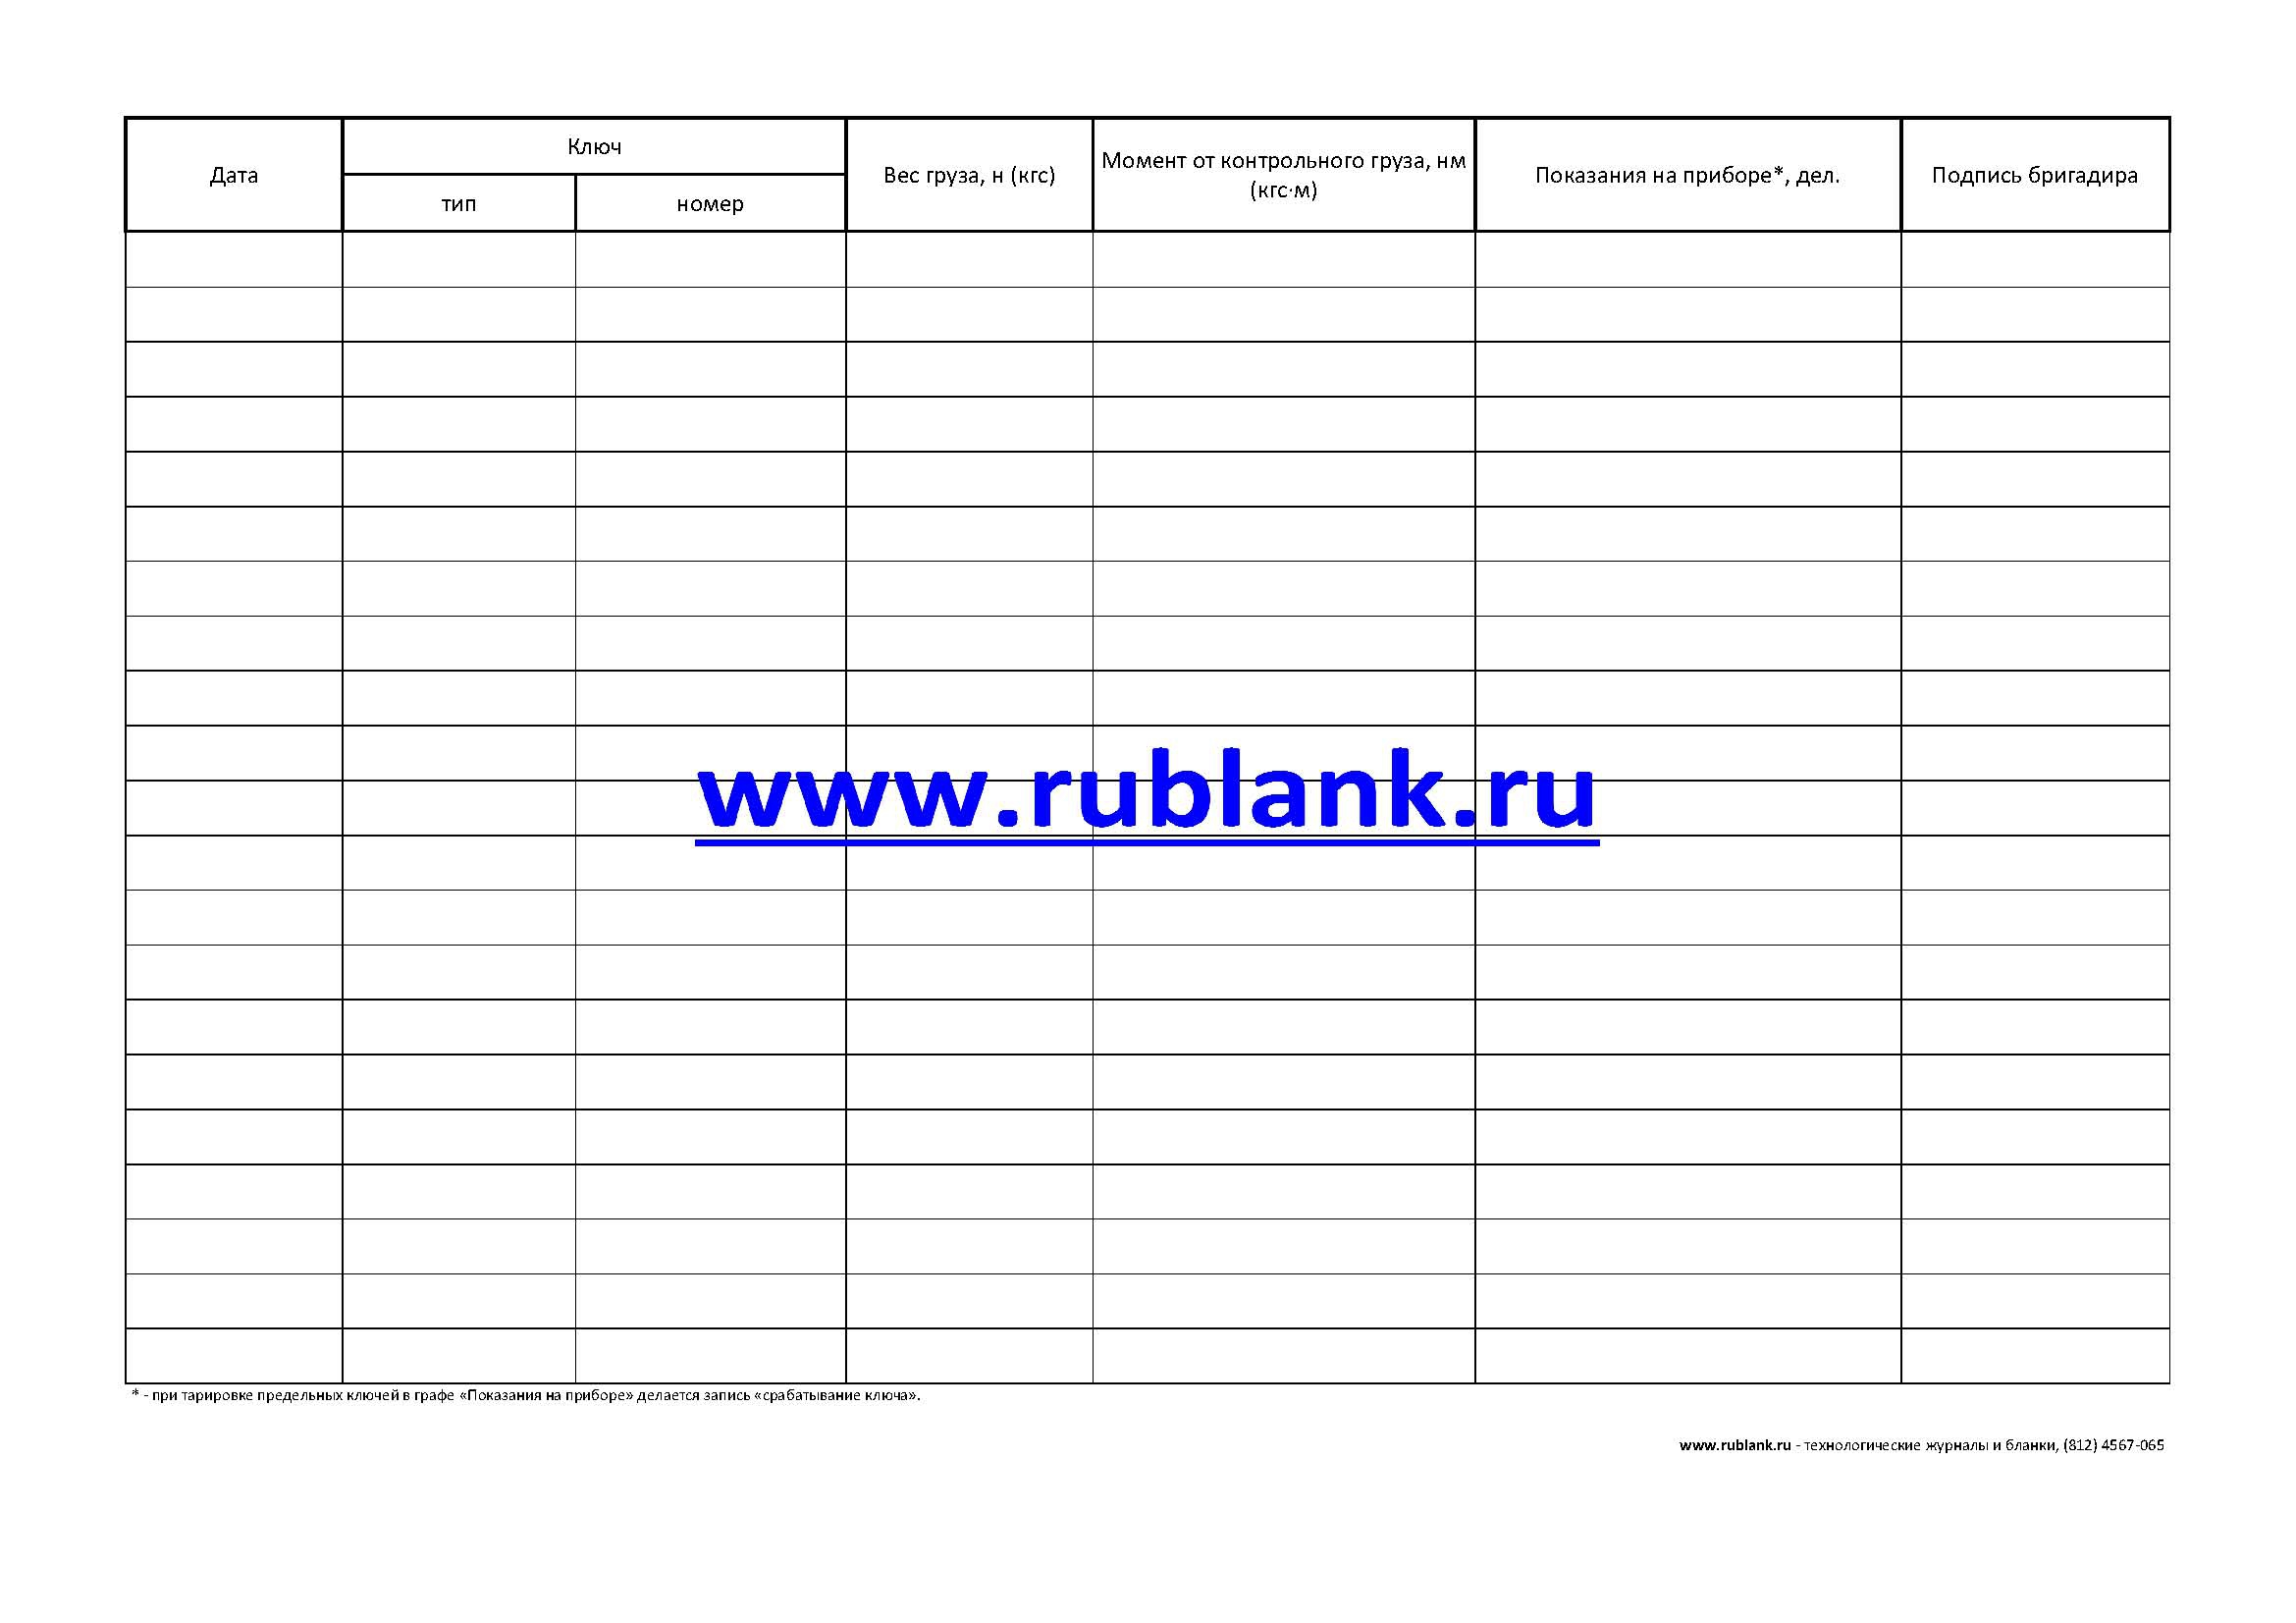 Дата
Ключ
тип
номер
Вес груза, н (кгс)
Момент от контрольного груза, нм
(кгс·м)
Показания на приборе*, дел.
Подпись бригадира
www.rublank.ru
* - при тарировке предельных ключей в графе «Показания на приборе» делается запись «срабатывание ключа».
www.rublank.ru - технологические журналы и бланки, (812) 4567-065